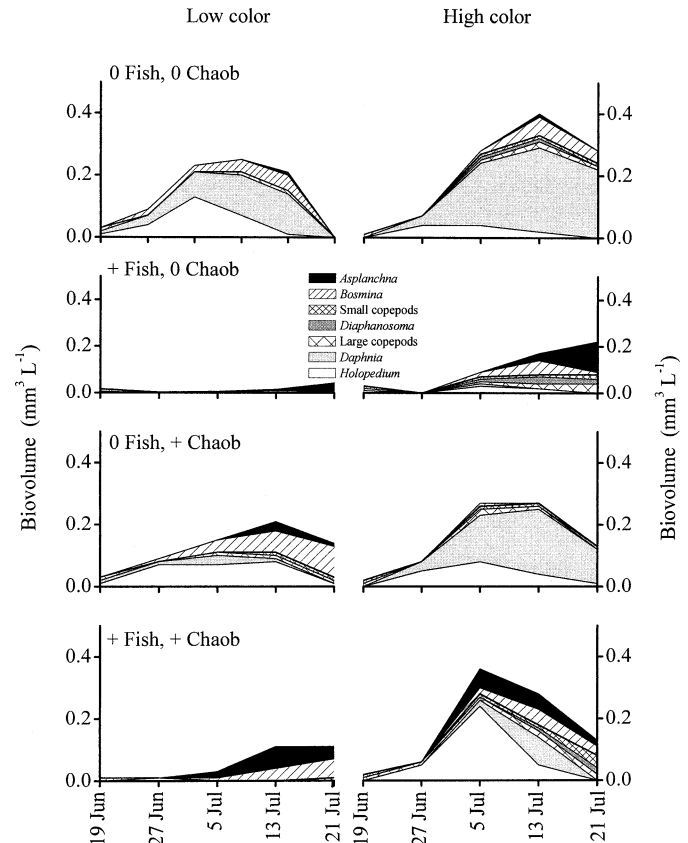 Low color High color
0 Fish, 0 Chaob
0.4 0.4
0.2 0.2
0.0 0.0
+ Fish, 0 Chaob
0.4 0.4
0.2 0.2
0.0 0.0
Asplanchna
Bosmina
Small copepods
Diaphanosoma
Large copepods
Daphnia
Holopedium
0 Fish, + Chaob
0.4 0.4
0.2 0.2
0.0 0.0
+ Fish, + Chaob
0.4 0.4
0.2 0.2
0.0 0.0
19 Jun 27 Jun 5 Jul 13 Jul 21 Jul 19 Jun 27 Jun 5 Jul 13 Jul 21 Jul
Biovolume (mm³ L⁻¹)
Biovolume (mm³ L⁻¹)